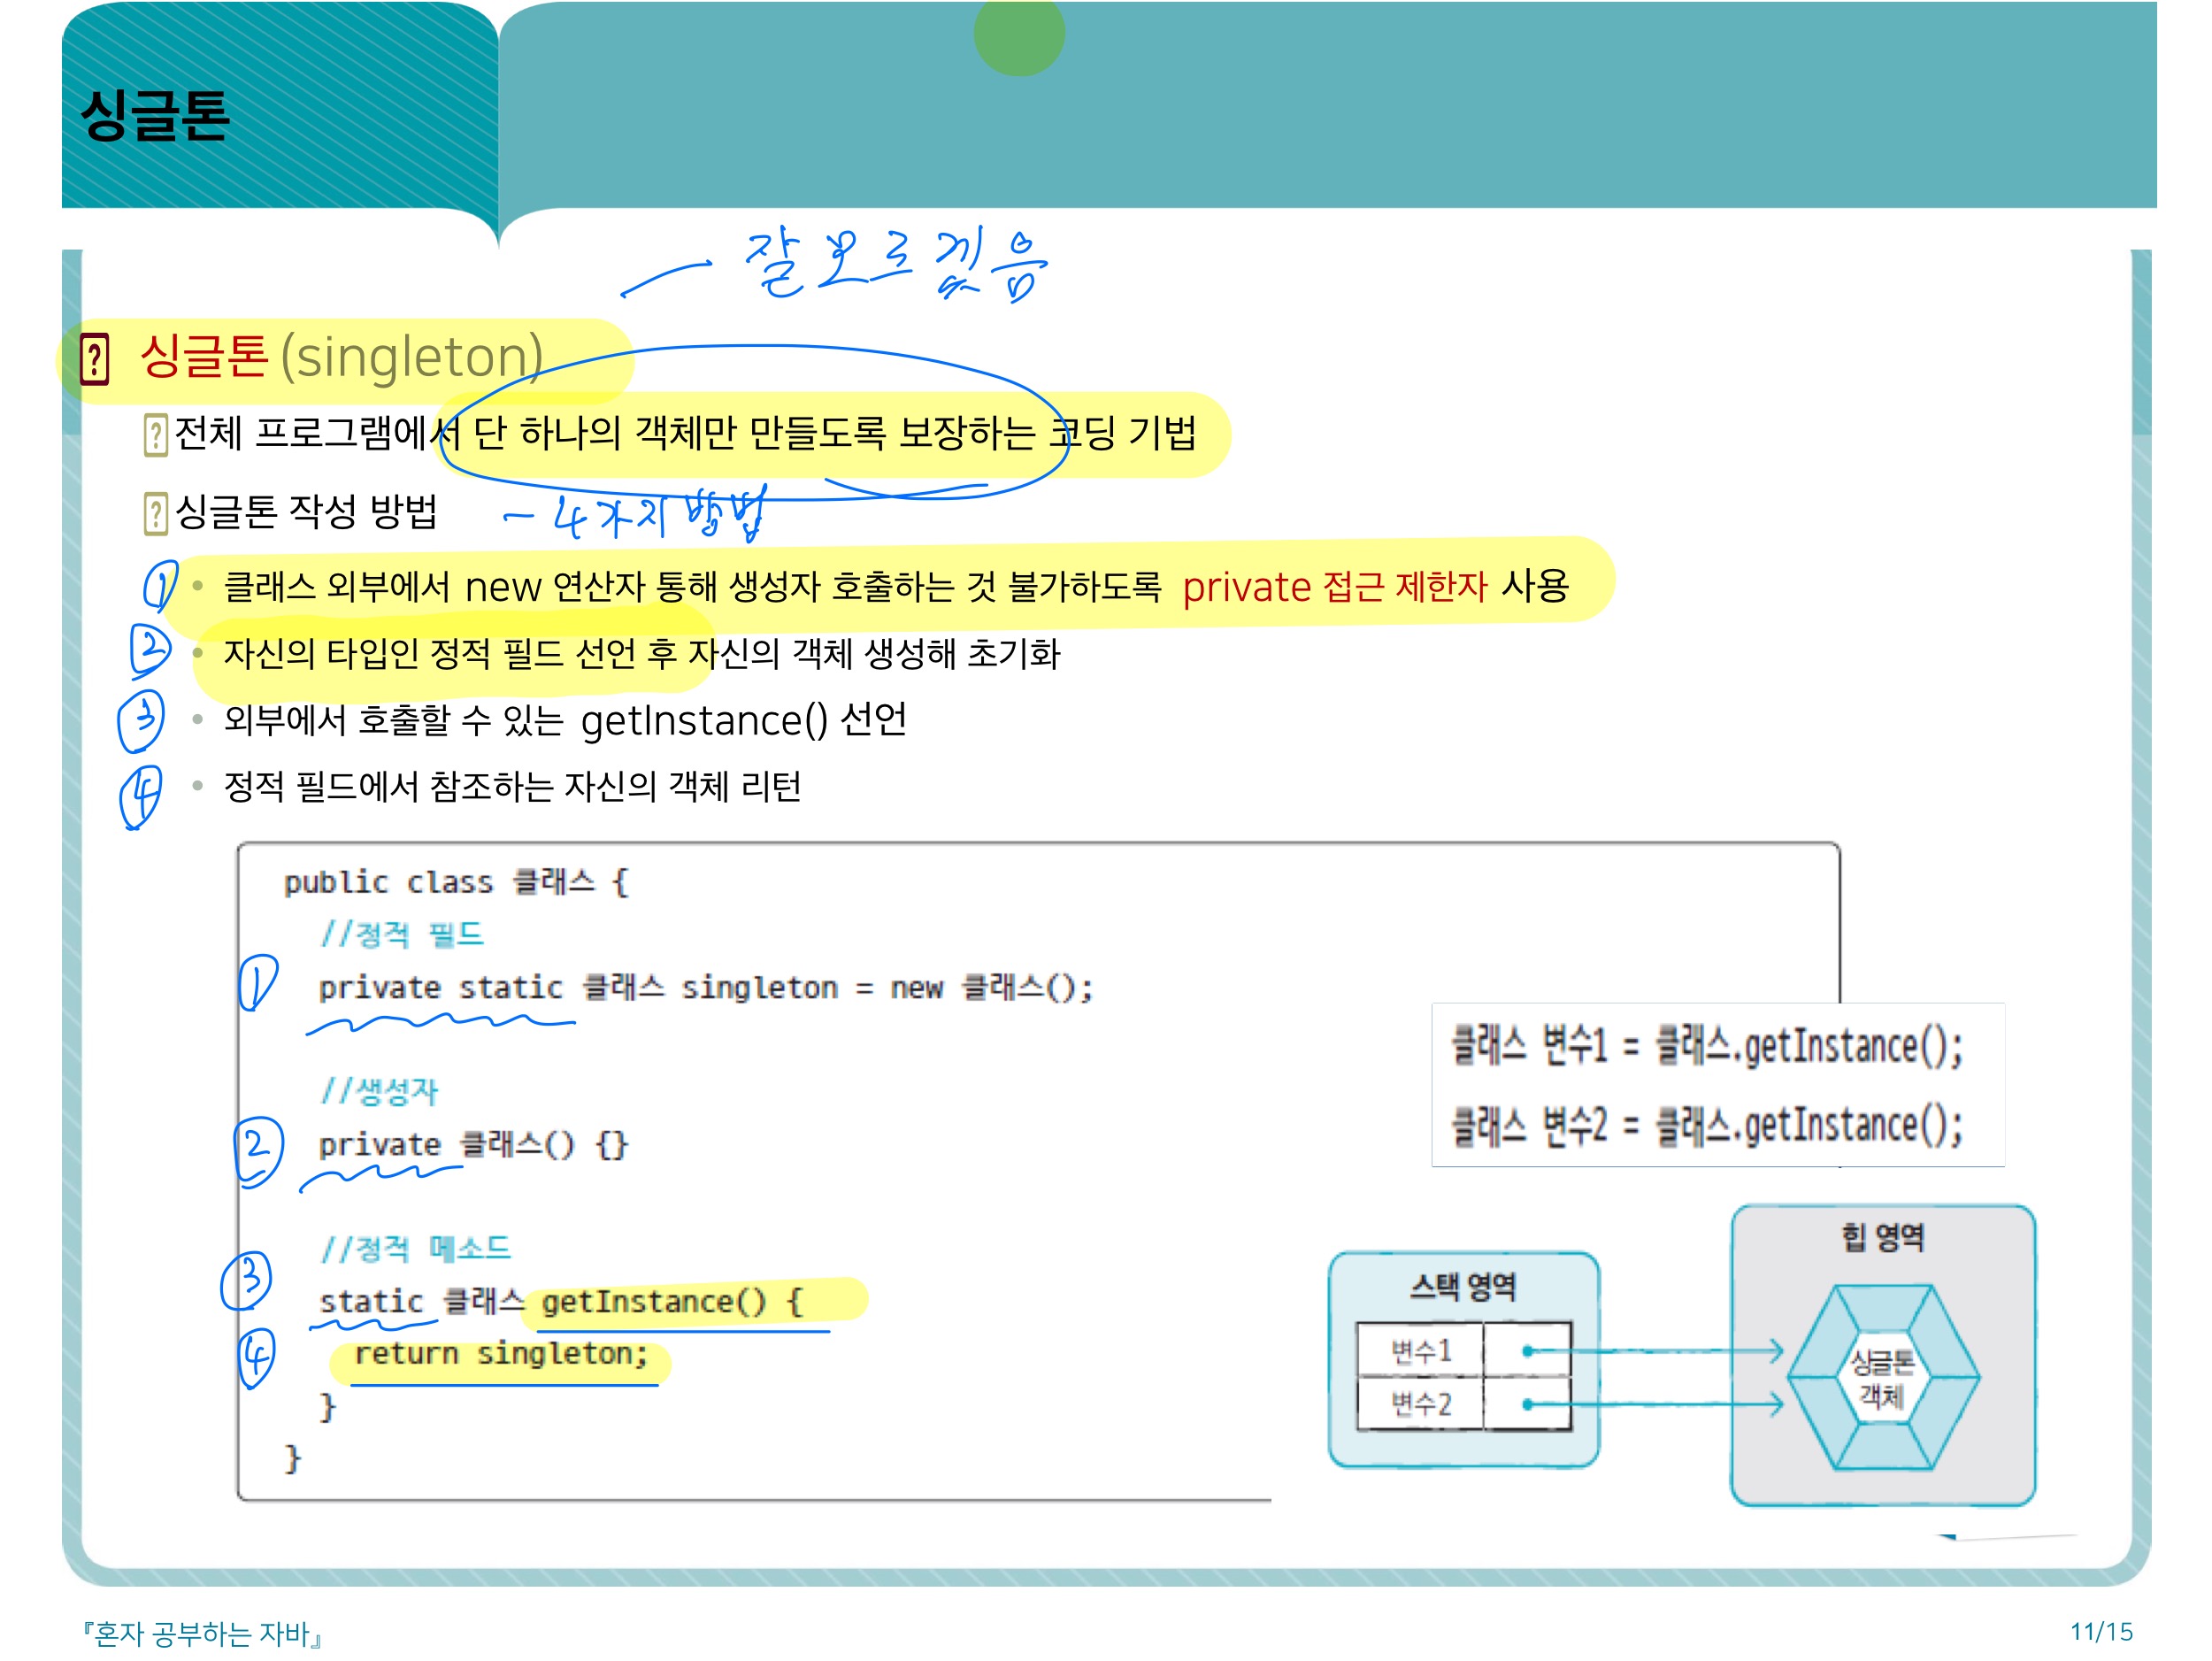 싱글톤
– 잘모르겠음
싱글톤 (singleton)
전체 프로그램에서 단 하나의 객체만 만들도록 보장하는 코딩 기법
싱글톤 작성 방법 – 4가지 방법
① • 클래스 외부에서 new 연산자 통해 생성자 호출하는 것 불가하도록 private 접근 제한자 사용
② • 자신의 타입인 정적 필드 선언 후 자신의 객체 생성해 초기화
③ • 외부에서 호출할 수 있는 getInstance() 선언
④ • 정적 필드에서 참조하는 자신의 객체 리턴
public class 클래스 {
//정적 필드
① private static 클래스 singleton = new 클래스();
//생성자
② private 클래스() {}
//정적 메소드
③ static 클래스 getInstance() {
④ return singleton;
}
}
클래스 변수1 = 클래스.getInstance();
클래스 변수2 = 클래스.getInstance();
스택 영역
변수1
변수2
힙 영역
싱글톤
객체
『혼자 공부하는 자바』
11/15